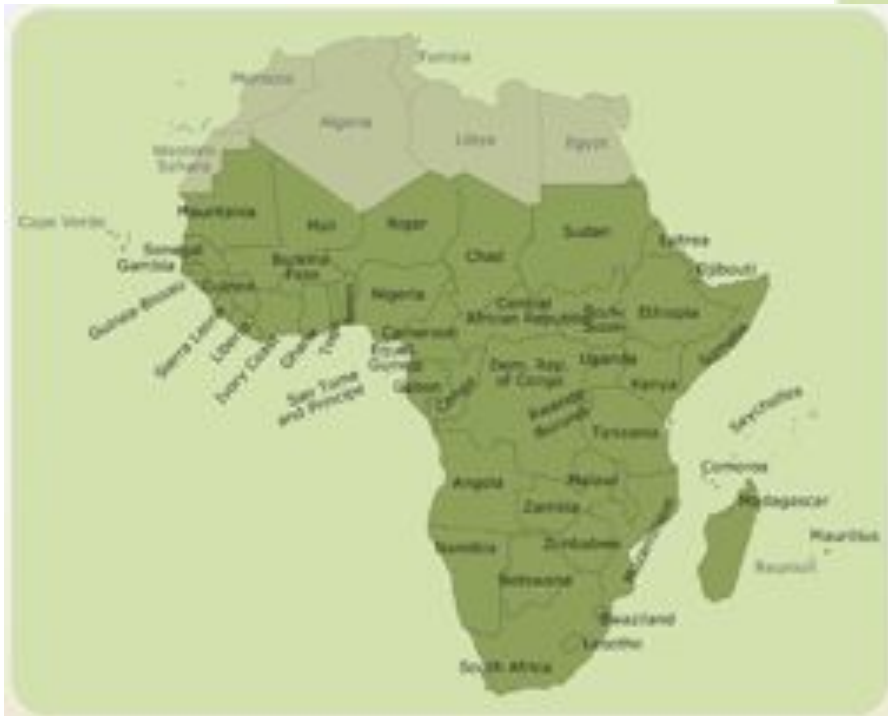 Tunisia
Morocco
Algeria
Libya
Egypt
Western
Sahara
Cape Verde
Mauritania
Mali
Niger
Sudan
Chad
Eritrea
Djibouti
Senegal
Gambia
Burkina
Faso
Guinea
Guinea-Bissau
Nigeria
Central
African Republic
South
Sudan
Ethiopia
Somalia
Sierra Leone
Liberia
Ivory Coast
Ghana
Togo
Cameroon
Guinea
Sao Tome
and Principe
Gabon
Congo
Dem. Rep.
of Congo
Uganda
Kenya
Rwanda
Burundi
Tanzania
Seychelles
Comoros
Madagascar
Mauritius
Angola
Malawi
Zambia
Mozambique
Namibia
Zimbabwe
Botswana
Swaziland
Lesotho
South Africa